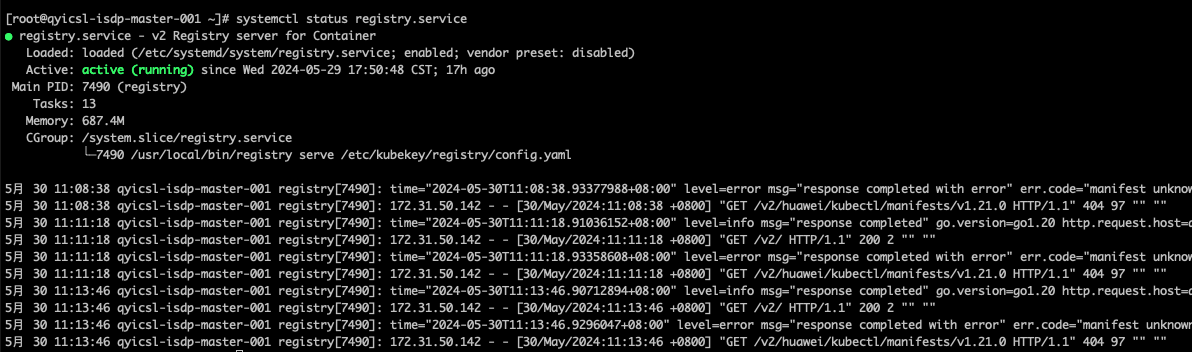 [root@qyicsl-isdp-master-001 ~]# systemctl status registry.service
● registry.service - v2 Registry server for Container
Loaded: loaded (/etc/systemd/system/registry.service; enabled; vendor preset: disabled)
Active: active (running) since Wed 2024-05-29 17:50:48 CST; 17h ago
Main PID: 7490 (registry)
Tasks: 13
Memory: 687.4M
CGroup: /system.slice/registry.service
└─7490 /usr/local/bin/registry serve /etc/kubekey/registry/config.yaml
5月 30 11:08:38 qyicsl-isdp-master-001 registry[7490]: time="2024-05-30T11:08:38.93377988+08:00" level=error msg="response completed with error" err.code="manifest unknown
5月 30 11:08:38 qyicsl-isdp-master-001 registry[7490]: 172.31.50.142 - - [30/May/2024:11:08:38 +0800] "GET /v2/huawei/kubectl/manifests/v1.21.0 HTTP/1.1" 404 97 "" ""
5月 30 11:11:18 qyicsl-isdp-master-001 registry[7490]: time="2024-05-30T11:11:18.91036152+08:00" level=info msg="response completed" go.version=go1.20 http.request.host=
5月 30 11:11:18 qyicsl-isdp-master-001 registry[7490]: 172.31.50.142 - - [30/May/2024:11:11:18 +0800] "GET /v2/ HTTP/1.1" 200 2 "" ""
5月 30 11:11:18 qyicsl-isdp-master-001 registry[7490]: time="2024-05-30T11:11:18.93358608+08:00" level=error msg="response completed with error" err.code="manifest unknown
5月 30 11:11:18 qyicsl-isdp-master-001 registry[7490]: 172.31.50.142 - - [30/May/2024:11:11:18 +0800] "GET /v2/huawei/kubectl/manifests/v1.21.0 HTTP/1.1" 404 97 "" ""
5月 30 11:13:46 qyicsl-isdp-master-001 registry[7490]: time="2024-05-30T11:13:46.90712894+08:00" level=info msg="response completed" go.version=go1.20 http.request.host=
5月 30 11:13:46 qyicsl-isdp-master-001 registry[7490]: 172.31.50.142 - - [30/May/2024:11:13:46 +0800] "GET /v2/ HTTP/1.1" 200 2 "" ""
5月 30 11:13:46 qyicsl-isdp-master-001 registry[7490]: time="2024-05-30T11:13:46.9296047+08:00" level=error msg="response completed with error" err.code="manifest unknown
5月 30 11:13:46 qyicsl-isdp-master-001 registry[7490]: 172.31.50.142 - - [30/May/2024:11:13:46 +0800] "GET /v2/huawei/kubectl/manifests/v1.21.0 HTTP/1.1" 404 97 "" ""